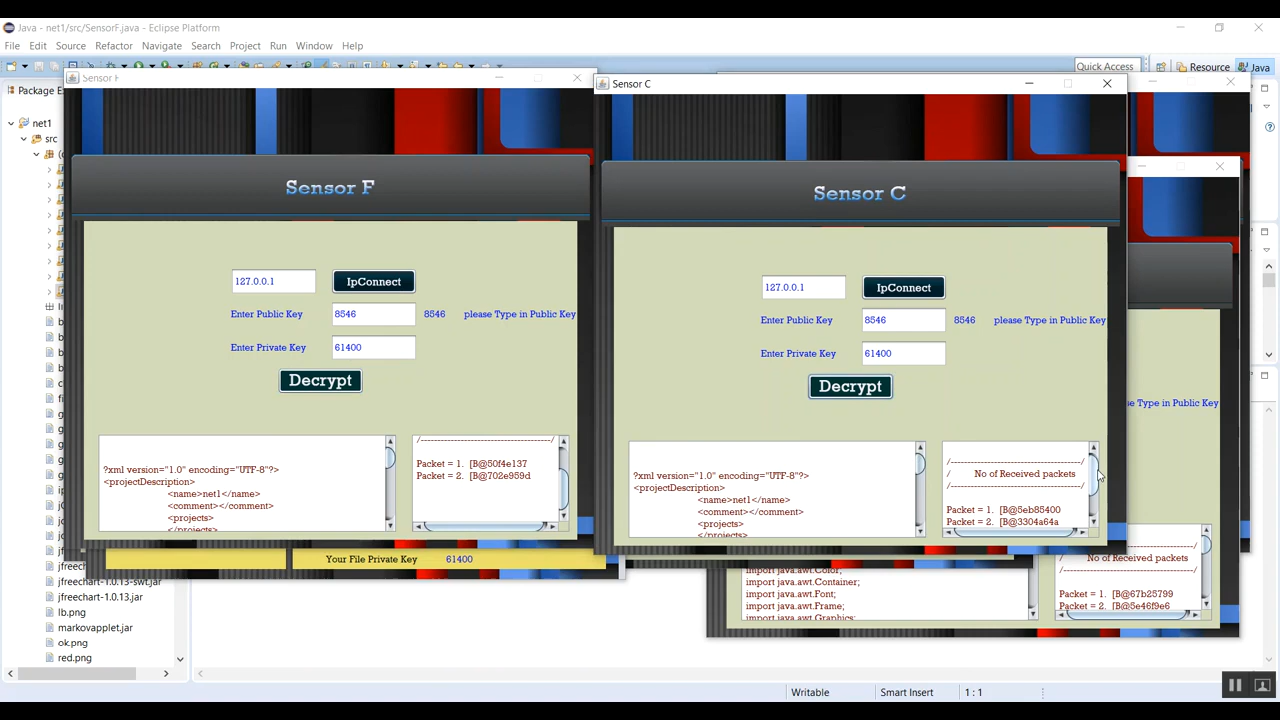 Java - net1/src/SensorF.java - Eclipse Platform
File Edit Source Refactor Navigate Search Project Run Window Help
Quick Access
Resource
Java
Package E
net1
src
jfreechart-1.0.13-swt.jar
jfreechart-1.0.13.jar
lb.png
markovapplet.jar
ok.png
red.png
Sensor F
Sensor F
127.0.0.1 IpConnect
Enter Public Key 8546 8546 please Type in Public Key
Enter Private Key 61400
Decrypt
?xml version="1.0" encoding="UTF-8"?>
<projectDescription>
<name>net1</name>
<comment></comment>
<projects>
</projects>
/----------------------------------------/
Packet = 1. [B@50f4e137
Packet = 2. [B@702e959d
Your File Private Key 61400
Sensor C
Sensor C
127.0.0.1 IpConnect
Enter Public Key 8546 8546 please Type in Public Key
Enter Private Key 61400
Decrypt
?xml version="1.0" encoding="UTF-8"?>
<projectDescription>
<name>net1</name>
<comment></comment>
<projects>
</projects>
/----------------------------------------/
/ No of Received packets
/----------------------------------------/
Packet = 1. [B@5eb85400
Packet = 2. [B@3304a64a
Type in Public Key
import java.awt.Color;
import java.awt.Container;
import java.awt.Font;
import java.awt.Frame;
import java.awt.Graphics;
/----------------------------------------/
No of Received packets
/----------------------------------------/
Packet = 1. [B@67b25799
Packet = 2. [B@5e46f9e6
Writable Smart Insert 1 : 1